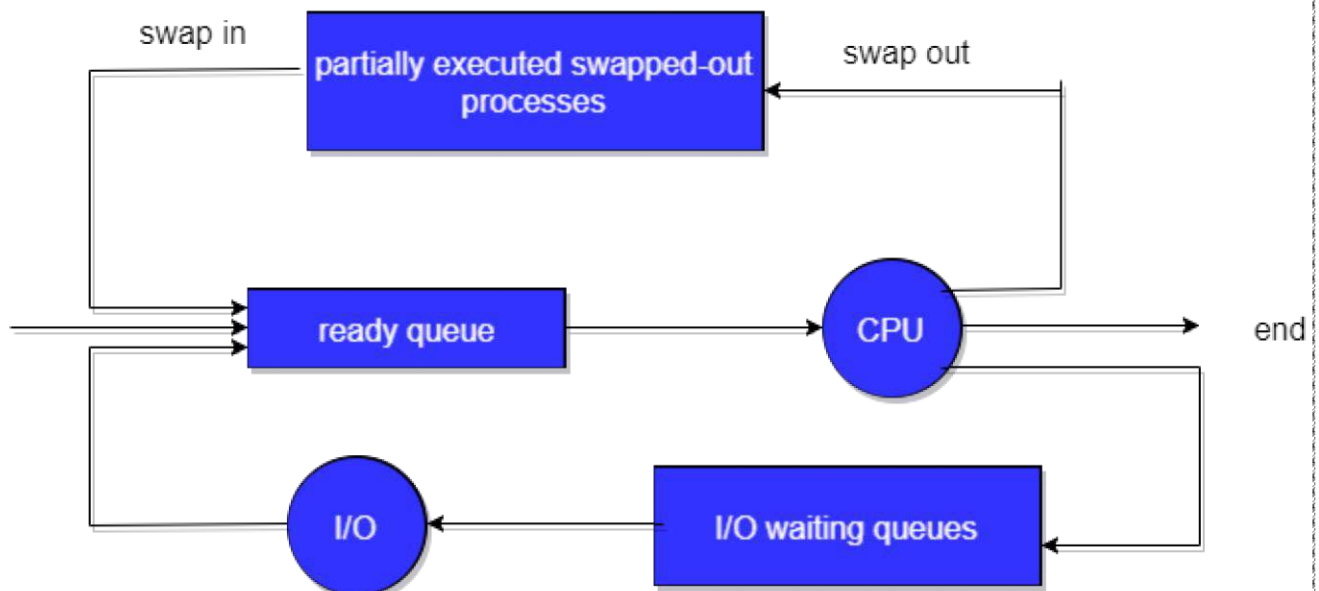 swap in
partially executed swapped-out
processes
swap out
ready queue
CPU
end
I/O
I/O waiting queues